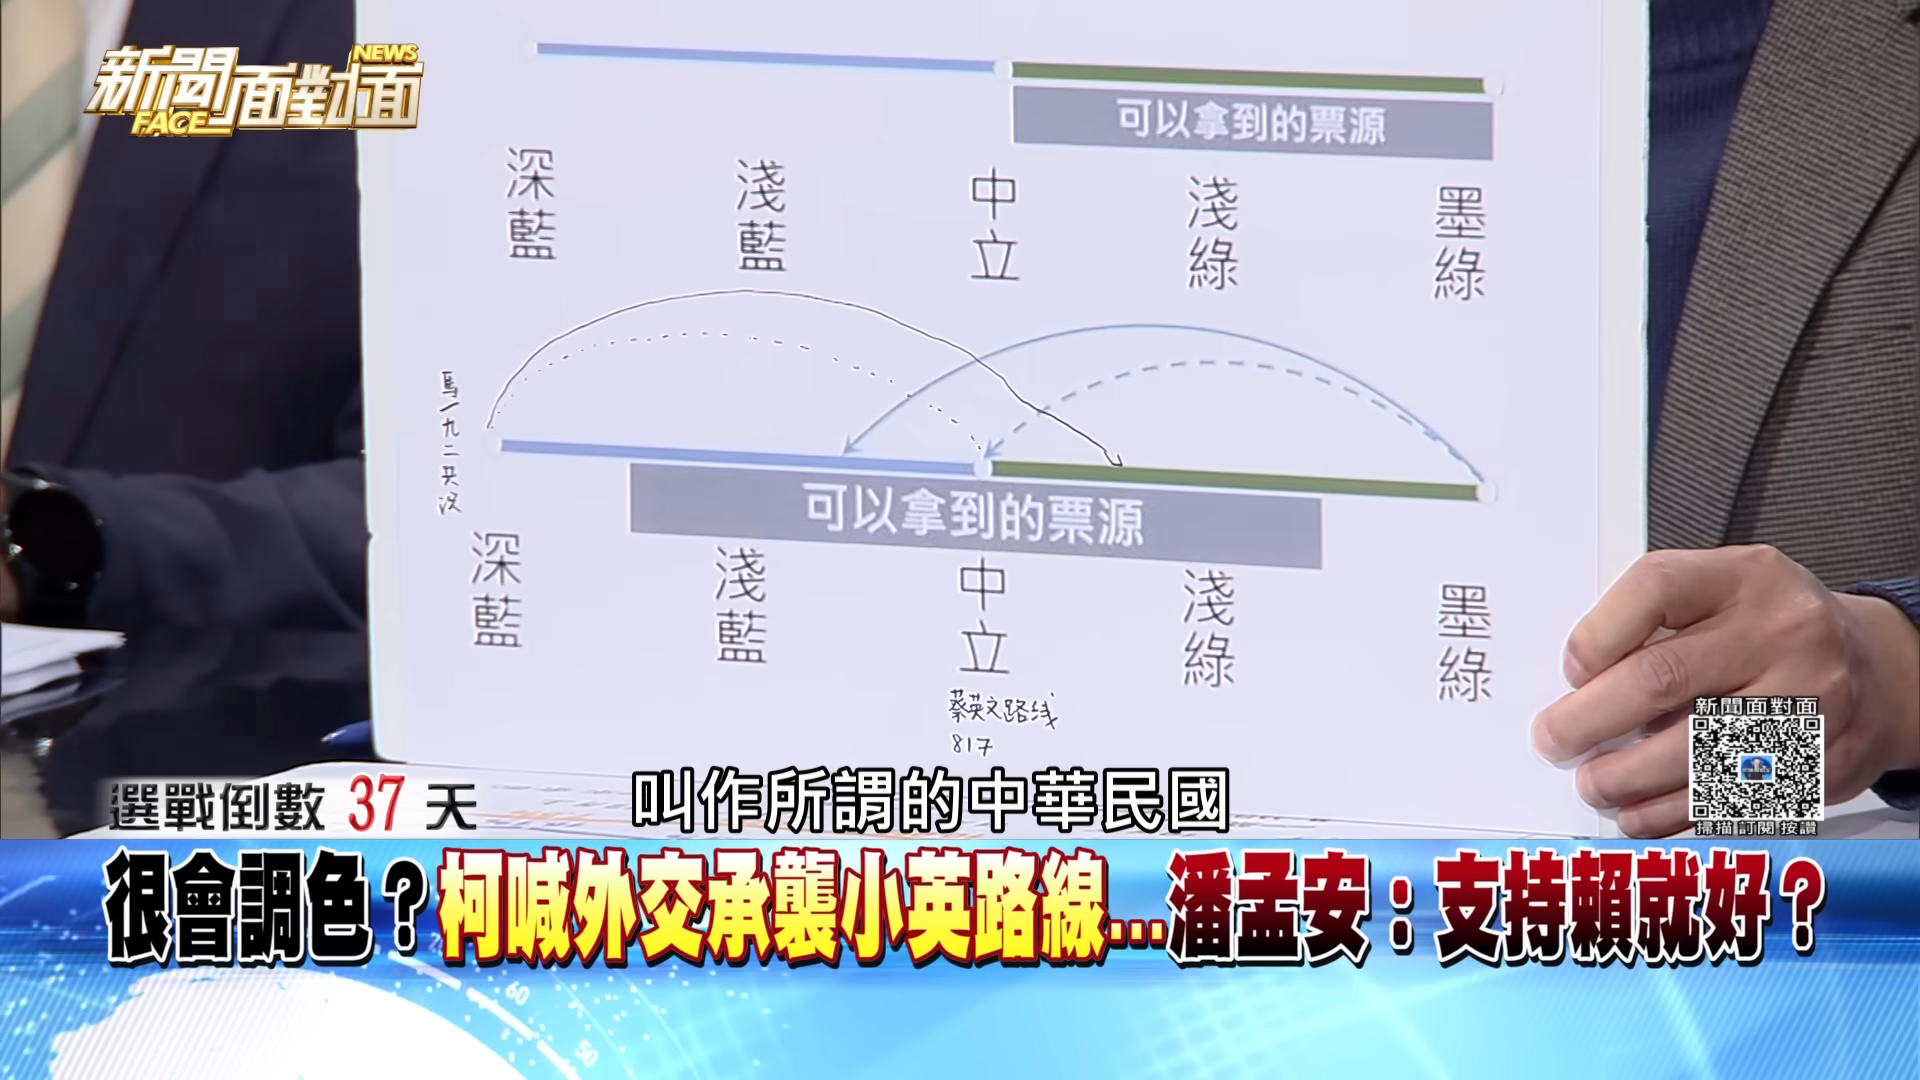 新聞面對面
NEWS
FACE
可以拿到的票源
深藍
淺藍
中立
淺綠
墨綠
馬/九二共识
可以拿到的票源
深藍
淺藍
中立
淺綠
墨綠
蔡英文路线
817
新聞面對面
掃描 訂閱 按讚
選戰倒數 37 天
叫作所謂的中華民國
很會調色？柯喊外交承襲小英路線...潘孟安：支持賴就好？
60
50